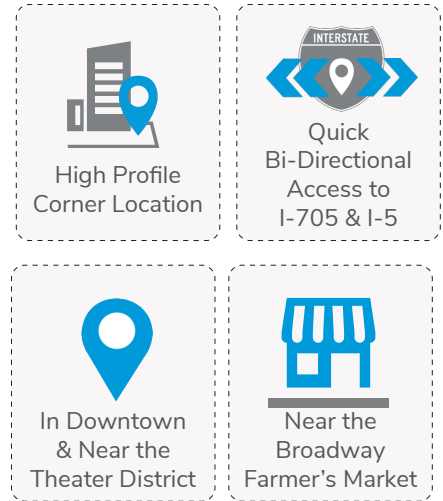 High Profile
Corner Location
INTERSTATE
Quick
Bi-Directional
Access to
I-705 & I-5
In Downtown
& Near the
Theater District
Near the
Broadway
Farmer's Market